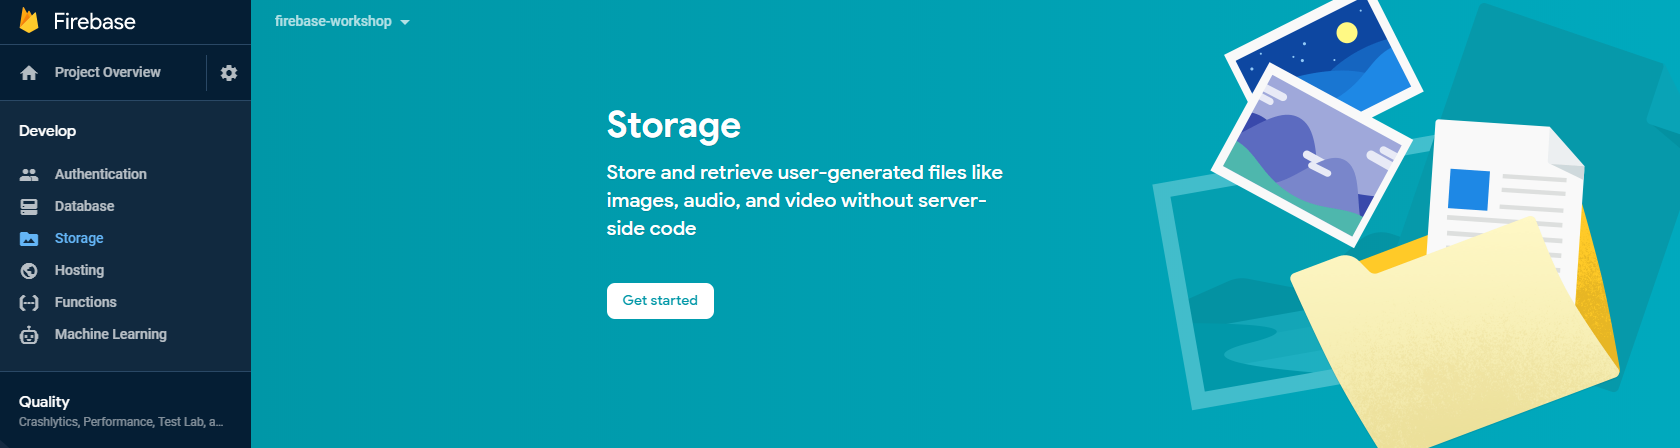 Firebase
firebase-workshop
Project Overview
Develop
Authentication
Database
Storage
Hosting
Functions
Machine Learning
Quality
Crashlytics, Performance, Test Lab, a...
Storage
Store and retrieve user-generated files like
images, audio, and video without server-
side code
Get started